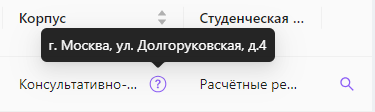 Корпус Студенческая ...
г. Москва, ул. Долгоруковская, д.4
Консультативно-... ? Расчётные ре...